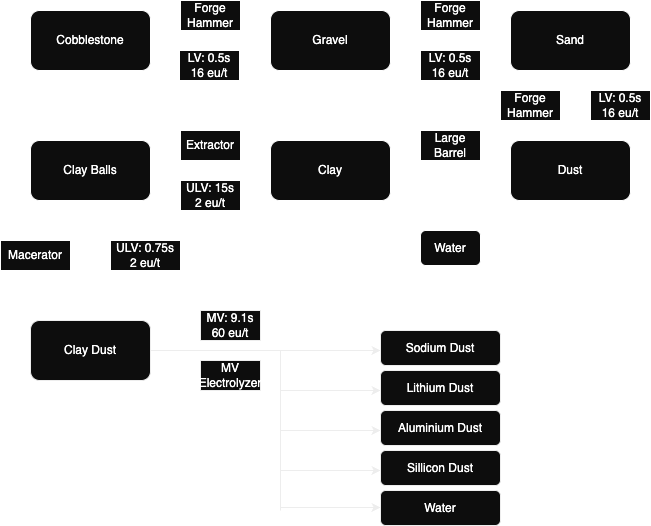 Forge
Hammer
Forge
Hammer
Cobblestone
Gravel
Sand
LV: 0.5s
16 eu/t
LV: 0.5s
16 eu/t
Forge
Hammer
LV: 0.5s
16 eu/t
Extractor
Large
Barrel
Clay Balls
Clay
Dust
ULV: 15s
2 eu/t
Macerator
ULV: 0.75s
2 eu/t
Water
MV: 9.1s
60 eu/t
Clay Dust
MV
Electrolyzer
Sodium Dust
Lithium Dust
Aluminium Dust
Sillicon Dust
Water